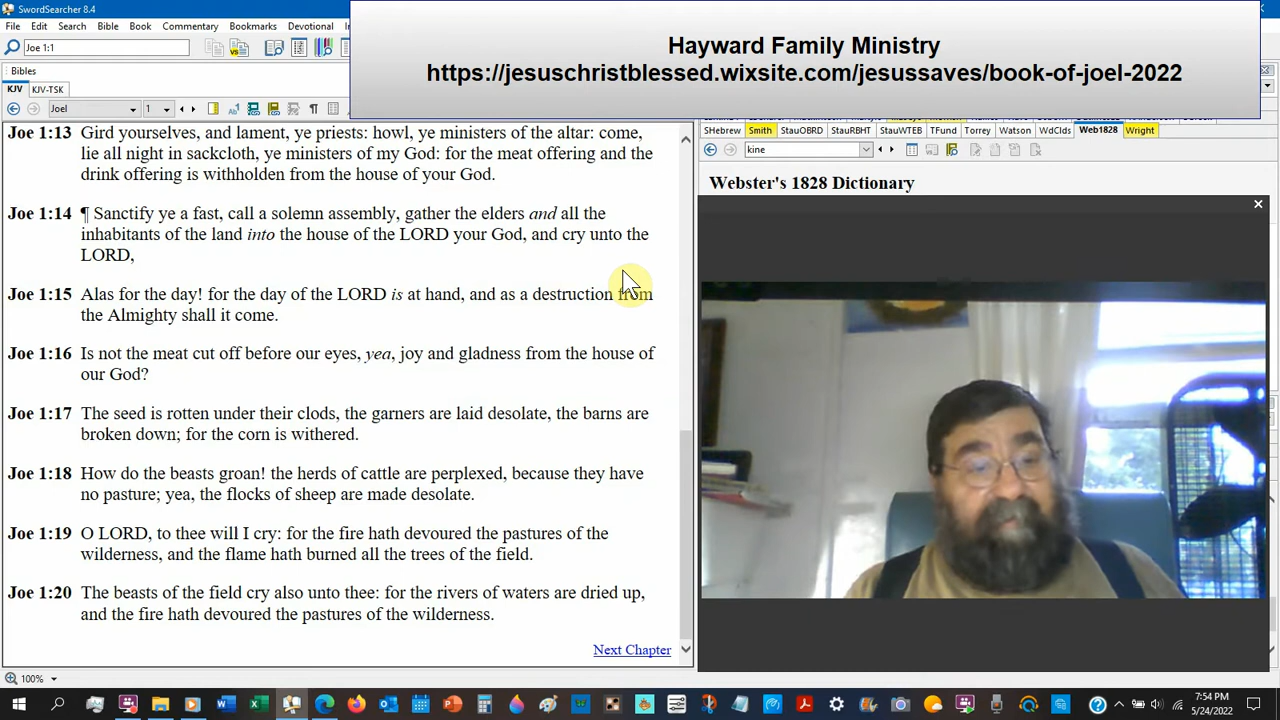 SwordSearcher 8.4
File Edit Search Bible Book Commentary Bookmarks Devotional
Joe 1:1
Bibles
KJV KJV-TSK
Joel 1
Hayward Family Ministry
https://jesuschristblessed.wixsite.com/jesussaves/book-of-joel-2022
Joe 1:13 Gird yourselves, and lament, ye priests: howl, ye ministers of the altar: come,
lie all night in sackcloth, ye ministers of my God: for the meat offering and the
drink offering is withholden from the house of your God.
Joe 1:14 ¶ Sanctify ye a fast, call a solemn assembly, gather the elders and all the
inhabitants of the land into the house of the LORD your God, and cry unto the
LORD,
Joe 1:15 Alas for the day! for the day of the LORD is at hand, and as a destruction from
the Almighty shall it come.
Joe 1:16 Is not the meat cut off before our eyes, yea, joy and gladness from the house of
our God?
Joe 1:17 The seed is rotten under their clods, the garners are laid desolate, the barns are
broken down; for the corn is withered.
Joe 1:18 How do the beasts groan! the herds of cattle are perplexed, because they have
no pasture; yea, the flocks of sheep are made desolate.
Joe 1:19 O LORD, to thee will I cry: for the fire hath devoured the pastures of the
wilderness, and the flame hath burned all the trees of the field.
Joe 1:20 The beasts of the field cry also unto thee: for the rivers of waters are dried up,
and the fire hath devoured the pastures of the wilderness.
Next Chapter
SHebrew Smith StauOBRD StauRBHT StauWTEB TFund Torrey Watson WdClids Web1828 Wright
kine
Webster's 1828 Dictionary
100%
7:54 PM
5/24/2022